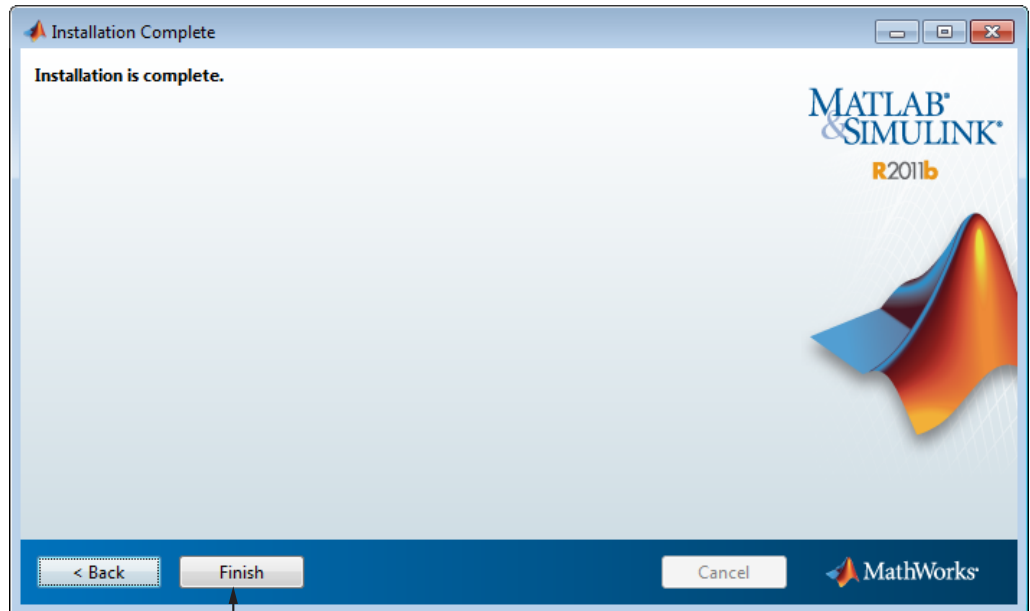 Installation Complete
Installation is complete.
MATLAB®
&SIMULINK®
R2011b
< Back
Finish
Cancel
MathWorks®